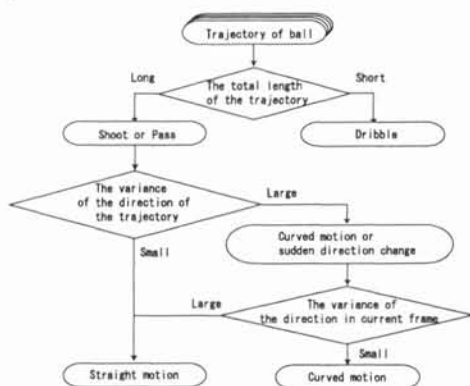 Trajectory of ball
Long
The total length
of the trajectory
Short
Shoot or Pass
Dribble
The variance
of the direction of
the trajectory
Large
Small
Curved motion or
sudden direction change
Large
The variance of
the direction in current frame
Small
Straight motion
Curved motion